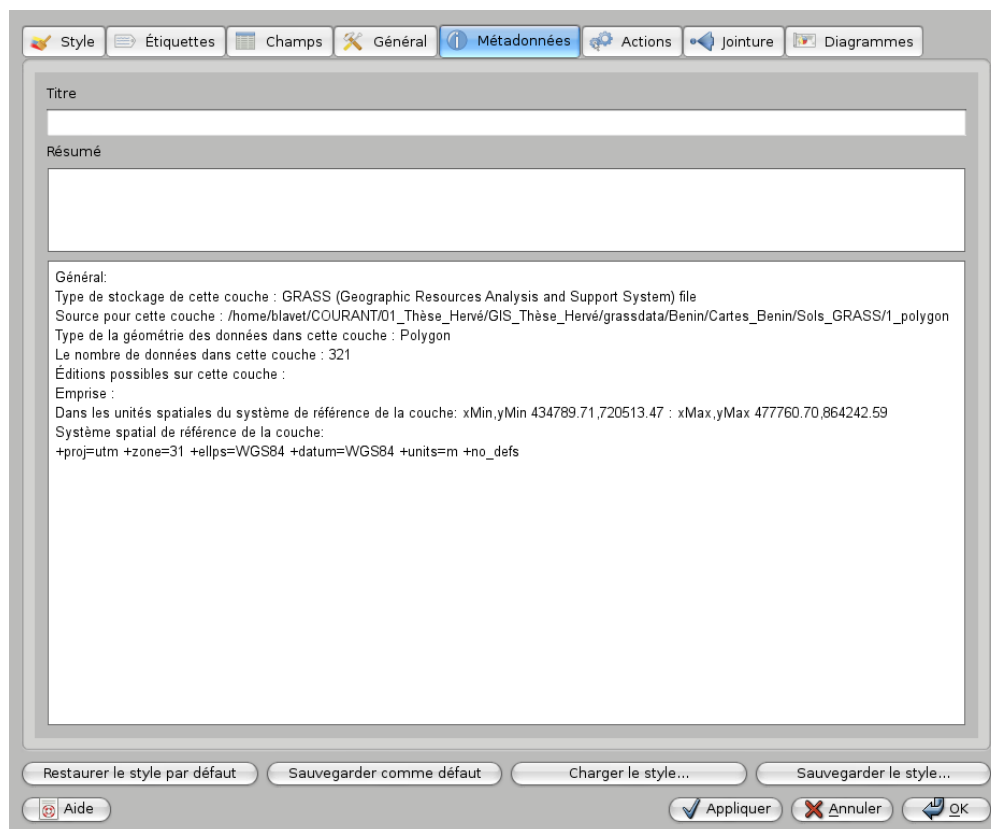 Style Étiquettes Champs Général Métadonnées Actions Jointure Diagrammes
Titre
Résumé
Général:
Type de stockage de cette couche : GRASS (Geographic Resources Analysis and Support System) file
Source pour cette couche : /home/blavet/COURANT/01_Thèse_Hervé/GIS_Thèse_Hervé/grassdata/Benin/Cartes_Benin/Sols_GRASS/1_polygon
Type de la géométrie des données dans cette couche : Polygon
Le nombre de données dans cette couche : 321
Éditions possibles sur cette couche :
Emprise :
Dans les unités spatiales du système de référence de la couche: xMin,yMin 434789.71,720513.47 : xMax,yMax 477760.70,864242.59
Système spatial de référence de la couche:
+proj=utm +zone=31 +ellps=WGS84 +datum=WGS84 +units=m +no_defs
Restaurer le style par défaut Sauvegarder comme défaut Charger le style... Sauvegarder le style...
Aide Appliquer Annuler OK